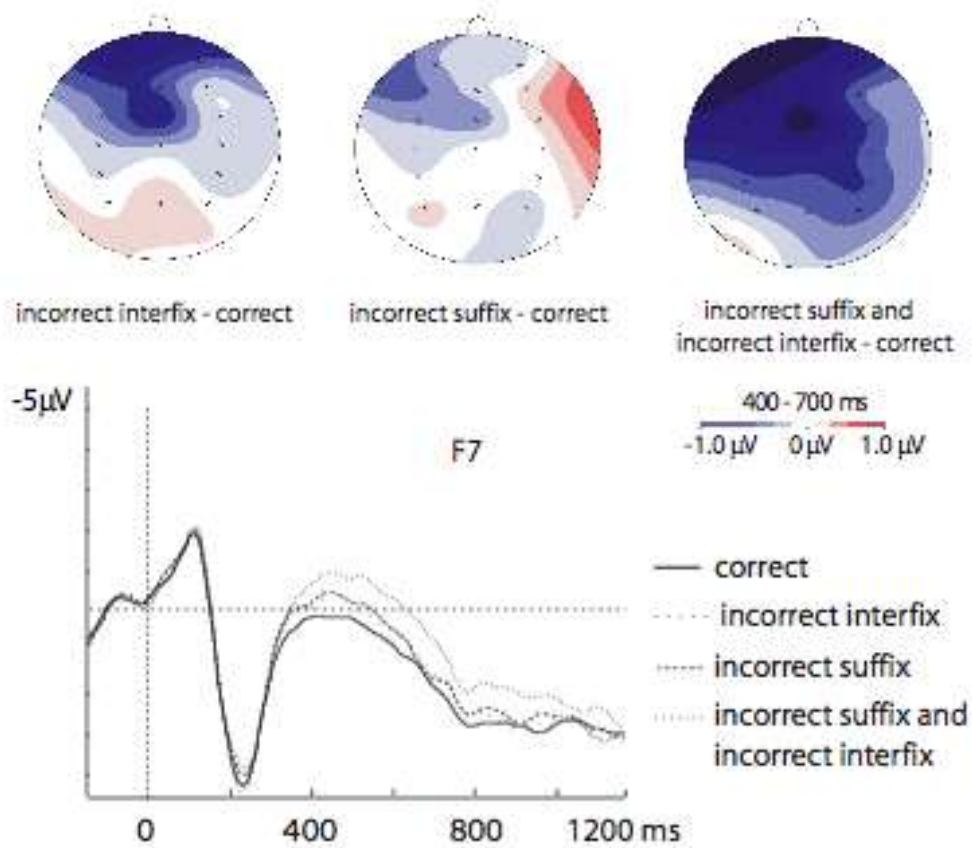 incorrect interfix - correct
incorrect suffix - correct
incorrect suffix and
incorrect interfix - correct
-5µV
F7
400 - 700 ms
-1.0 µV 0 µV 1.0 µV
correct
incorrect interfix
incorrect suffix
incorrect suffix and
incorrect interfix
0 400 800 1200 ms